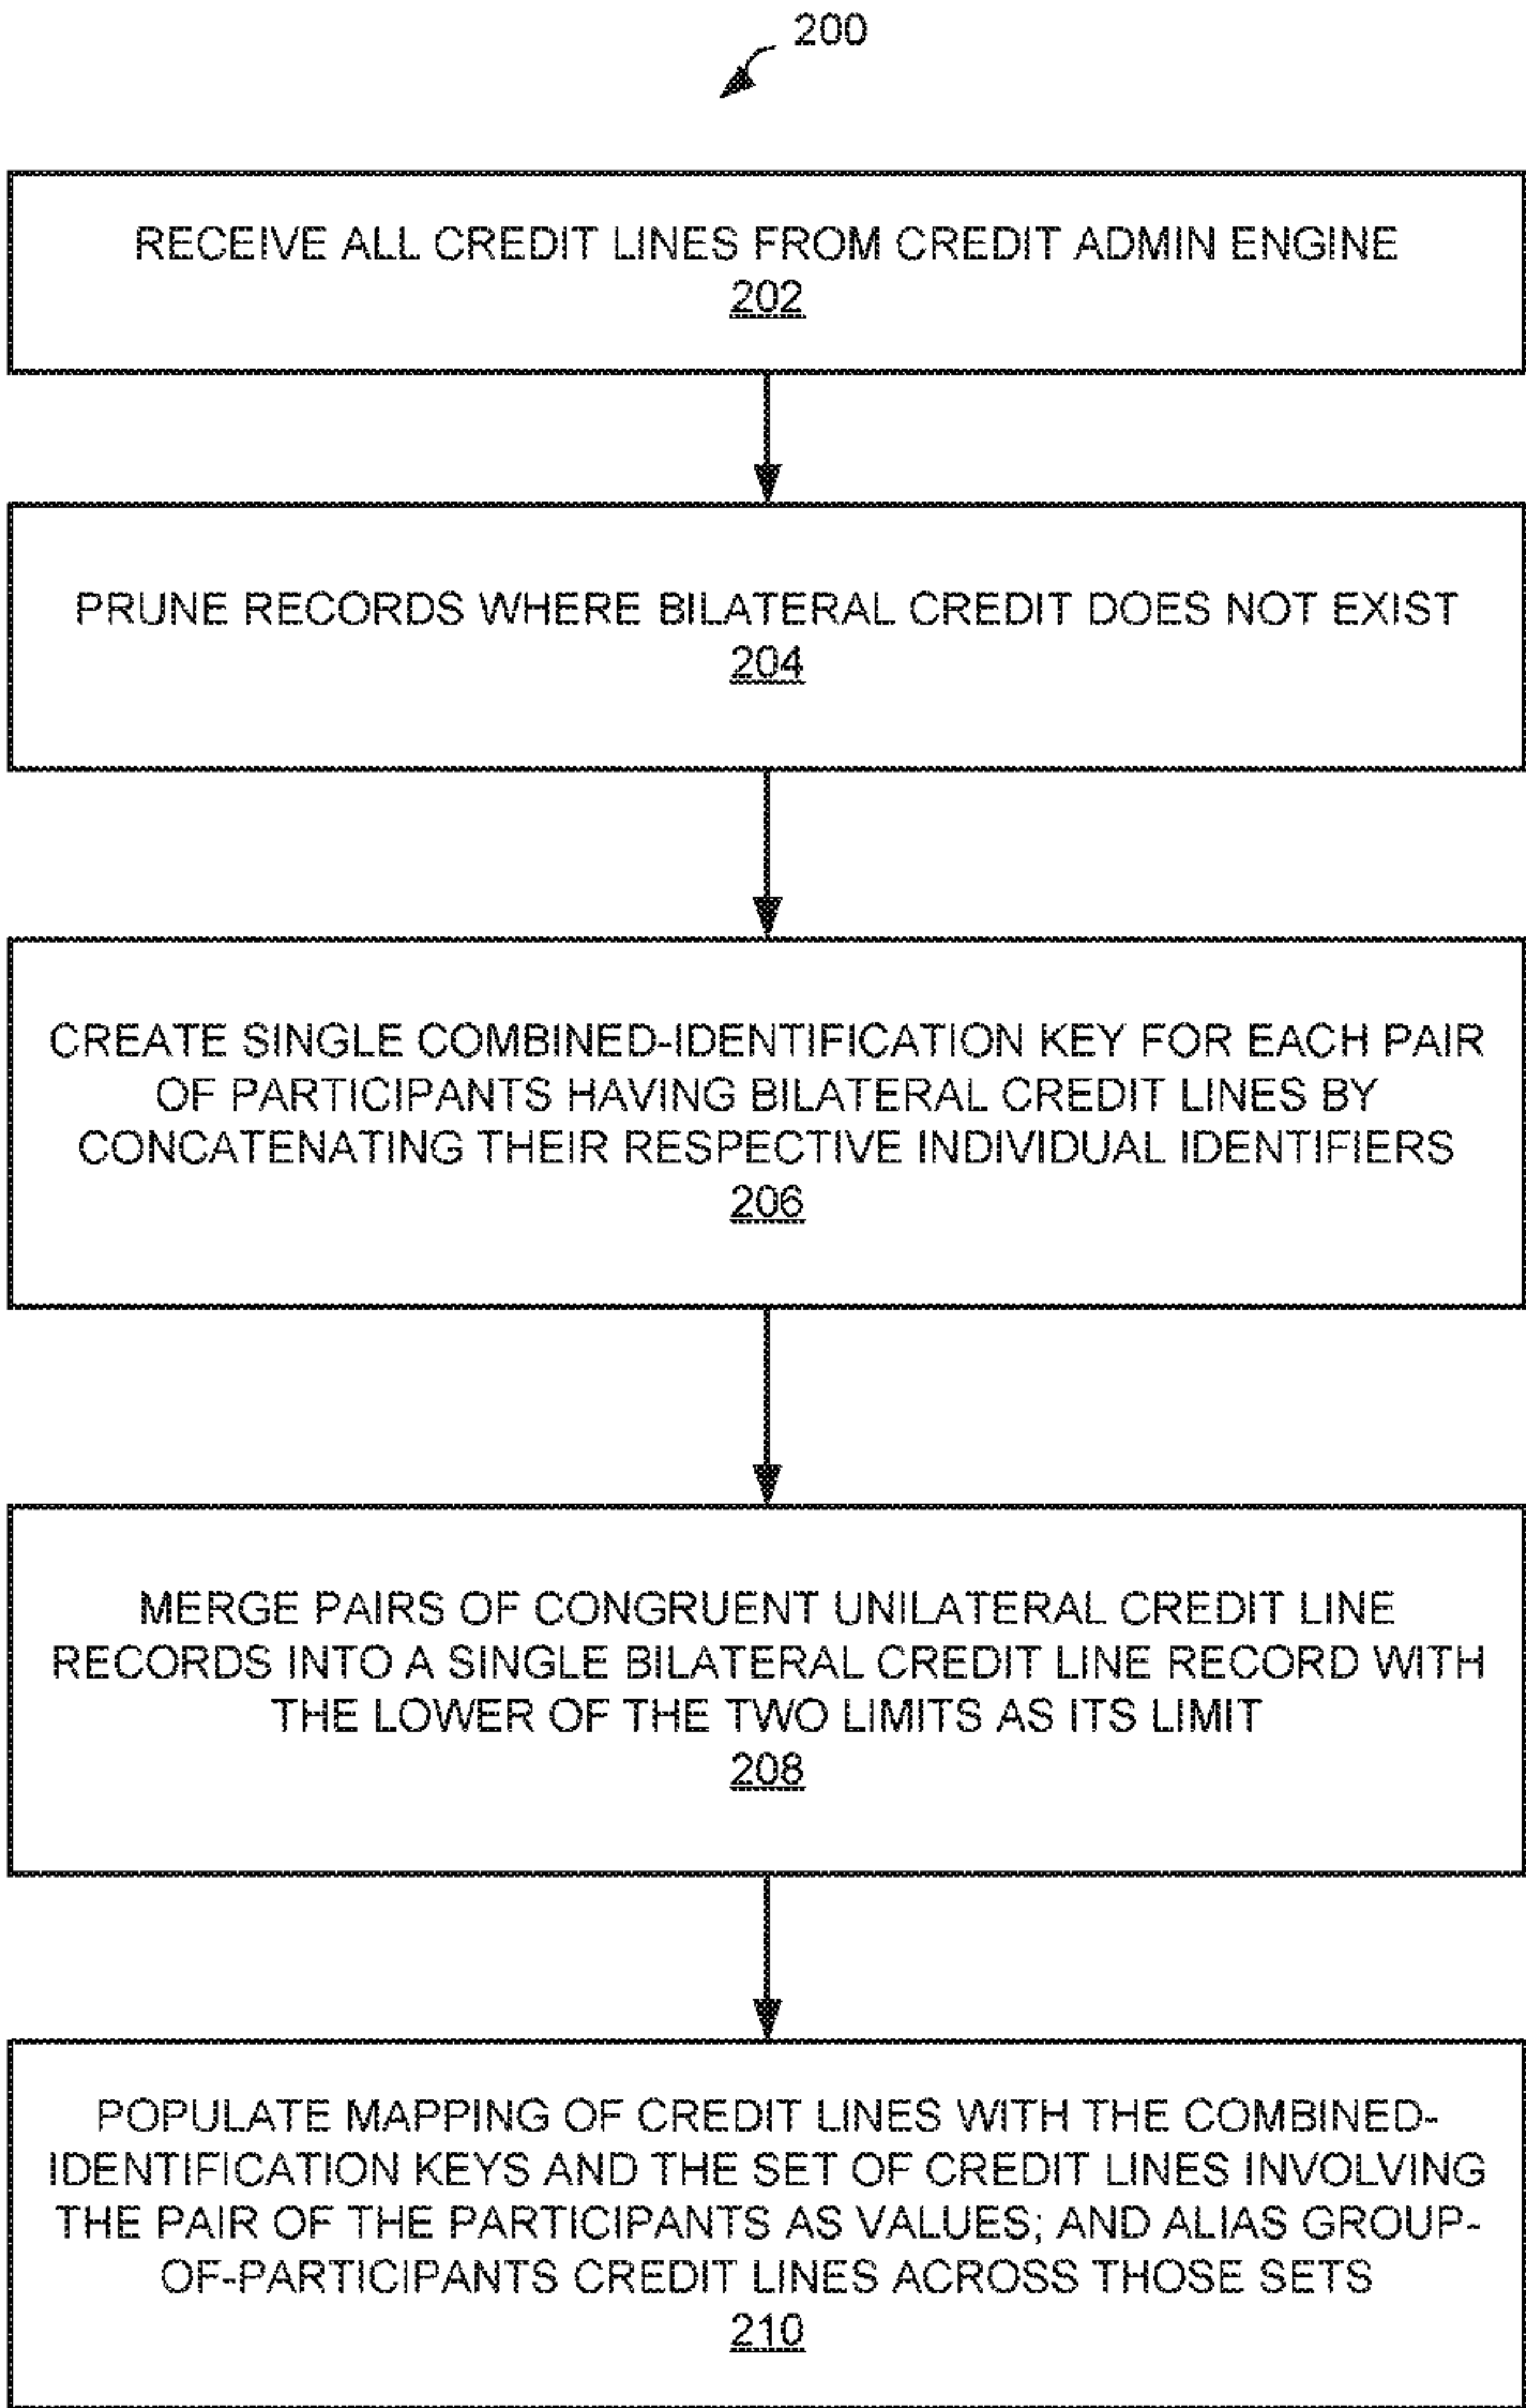 200
RECEIVE ALL CREDIT LINES FROM CREDIT ADMIN ENGINE
202
PRUNE RECORDS WHERE BILATERAL CREDIT DOES NOT EXIST
204
CREATE SINGLE COMBINED-IDENTIFICATION KEY FOR EACH PAIR
OF PARTICIPANTS HAVING BILATERAL CREDIT LINES BY
CONCATENATING THEIR RESPECTIVE INDIVIDUAL IDENTIFIERS
206
MERGE PAIRS OF CONGRUENT UNILATERAL CREDIT LINE
RECORDS INTO A SINGLE BILATERAL CREDIT LINE RECORD WITH
THE LOWER OF THE TWO LIMITS AS ITS LIMIT
208
POPULATE MAPPING OF CREDIT LINES WITH THE COMBINED-
IDENTIFICATION KEYS AND THE SET OF CREDIT LINES INVOLVING
THE PAIR OF THE PARTICIPANTS AS VALUES; AND ALIAS GROUP-
OF-PARTICIPANTS CREDIT LINES ACROSS THOSE SETS
210